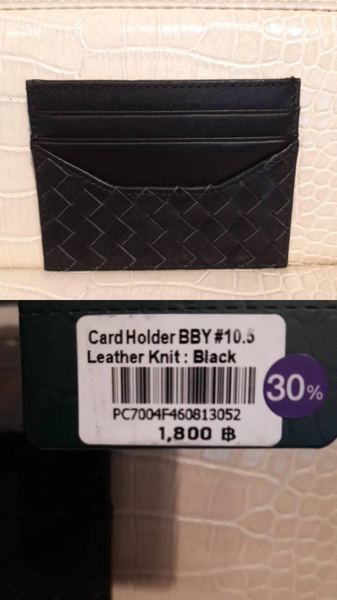 Card Holder BBY #10.5
Leather Knit : Black
30%
PC7004F460813052
1,800 ฿